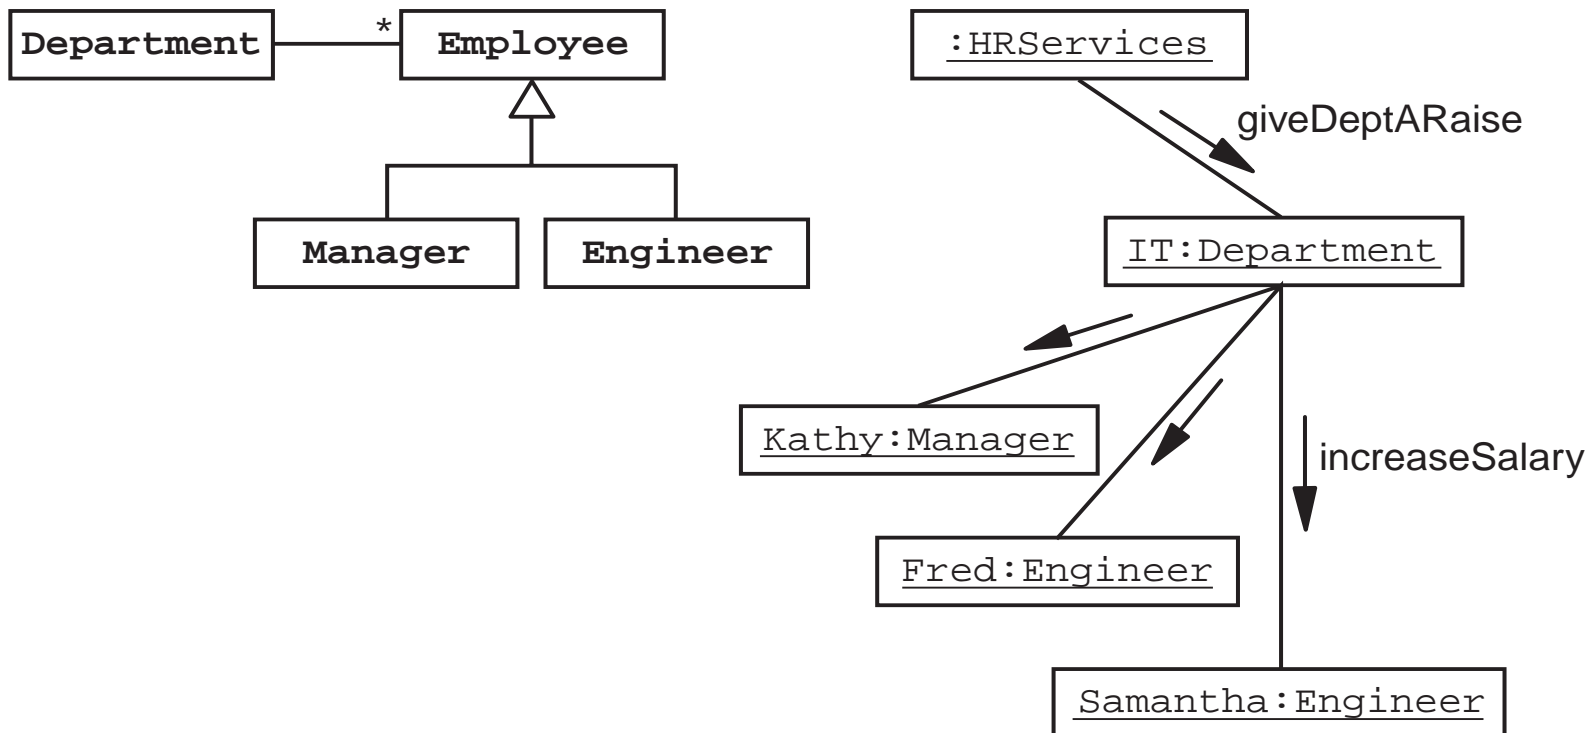 Department
*
Employee
Manager
Engineer
:HRServices
giveDeptARaise
IT:Department
Kathy:Manager
increaseSalary
Fred:Engineer
Samantha:Engineer